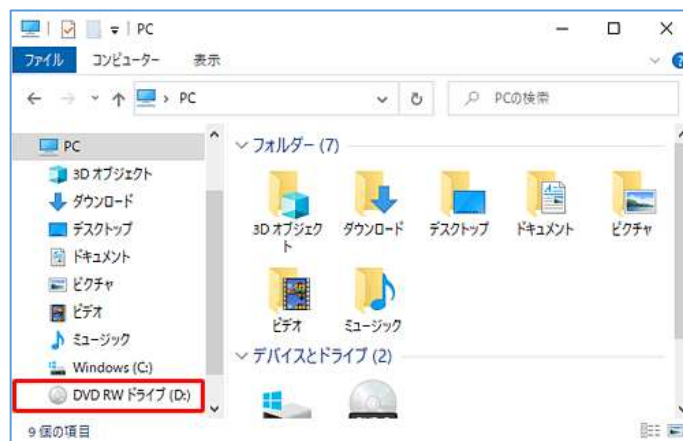 PC
ファイル
コンピューター
表示
PC
PCの検索
PC
3D オブジェクト
ダウンロード
デスクトップ
ドキュメント
ピクチャ
ビデオ
ミュージック
Windows (C:)
DVD RW ドライブ (D:)
フォルダー (7)
3D オブジェク
ト
ダウンロード
デスクトップ
ドキュメント
ピクチャ
ビデオ
ミュージック
デバイスとドライブ (2)
9 個の項目